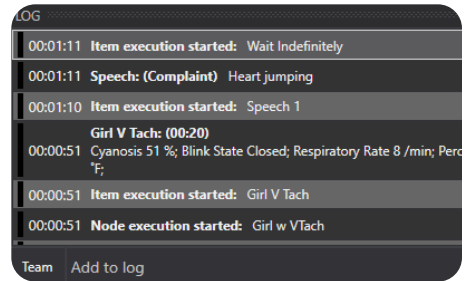 LOG
00:01:11 Item execution started: Wait Indefinitely
00:01:11 Speech: (Complaint) Heart jumping
00:01:10 Item execution started: Speech 1
Girl V Tach: (00:20)
00:00:51 Cyanosis 51 %; Blink State Closed; Respiratory Rate 8 /min;
°F;
00:00:51 Item execution started: Girl V Tach
00:00:51 Node execution started: Girl w VTach
Team Add to log